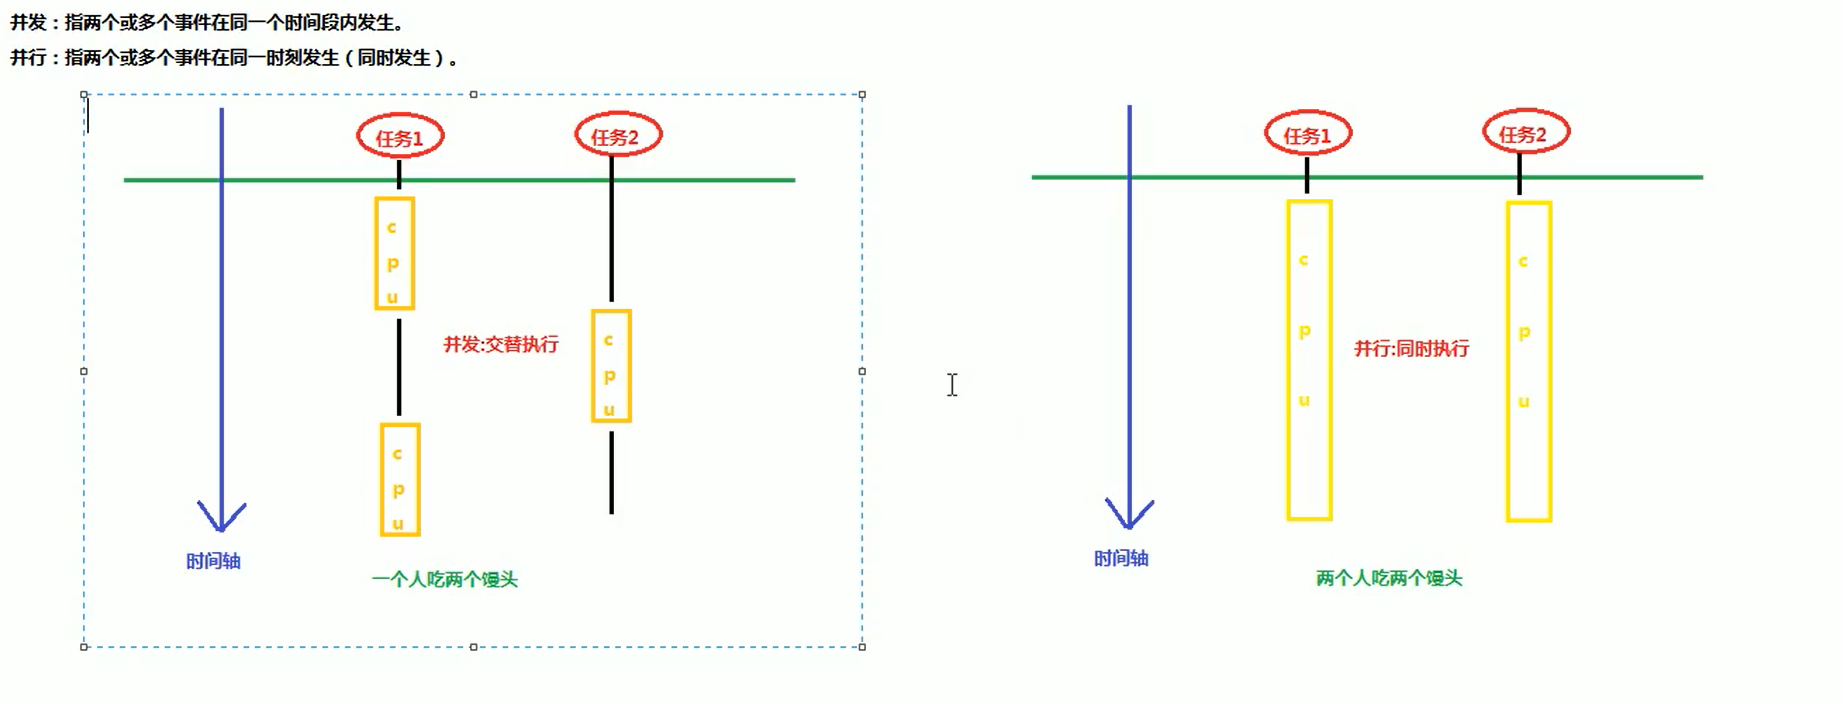 并发：指两个或多个事件在同一个时间段内发生。
并行：指两个或多个事件在同一时刻发生（同时发生）。
任务1
任务2
c
p
u
并发:交替执行
c
p
u
c
p
u
时间轴
一个人吃两个馒头
任务1
任务2
c
p
u
并行:同时执行
c
p
u
时间轴
两个人吃两个馒头